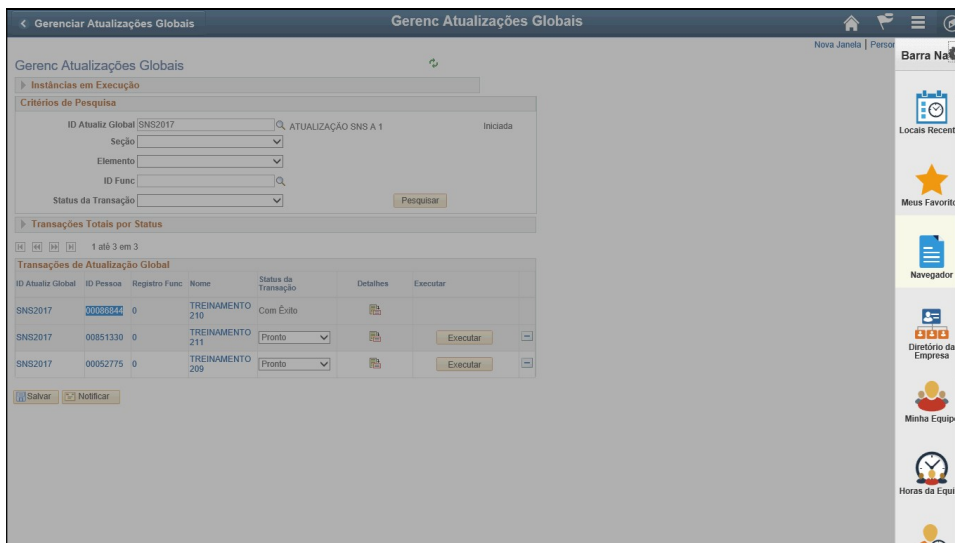 Gerenciar Atualizações Globais
Gerenc Atualizações Globais
Nova Janela | Person
Gerenc Atualizações Globais
Instâncias em Execução
Critérios de Pesquisa
ID Atualiz Global SNS2017 ATUALIZAÇÃO SNS A 1 Iniciada
Seção
Elemento
ID Func
Status da Transação Pesquisar
Transações Totais por Status
1 até 3 em 3
Transações de Atualização Global
ID Atualiz Global ID Pessoa Registro Func Nome Status da Transação Detalhes Executar
SNS2017 00086844 0 TREINAMENTO 210 Com Êxito
SNS2017 00851330 0 TREINAMENTO 211 Pronto Executar
SNS2017 00052775 0 TREINAMENTO 209 Pronto Executar
Salvar Notificar
Barra Na
Locais Recent
Meus Favorito
Navegador
Diretório da
Empresa
Minha Equipe
Horas da Equi